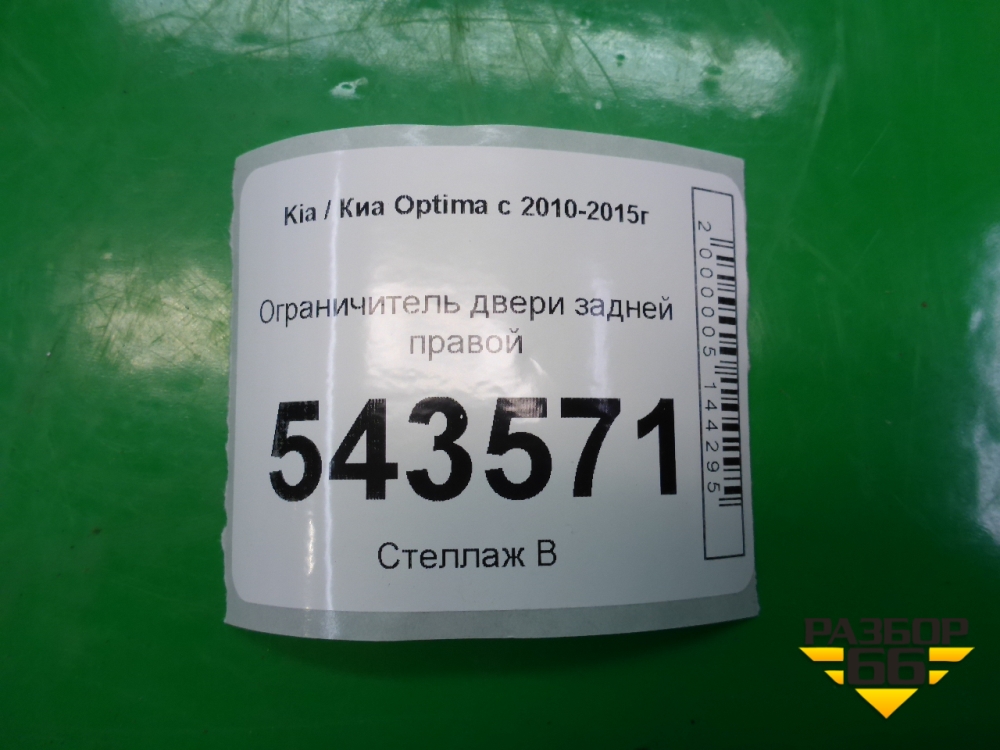 Kia / Киа Optima с 2010-2015г
Ограничитель двери задней
правой
543571
Стеллаж В
2000005144295
РАЗБОР
66